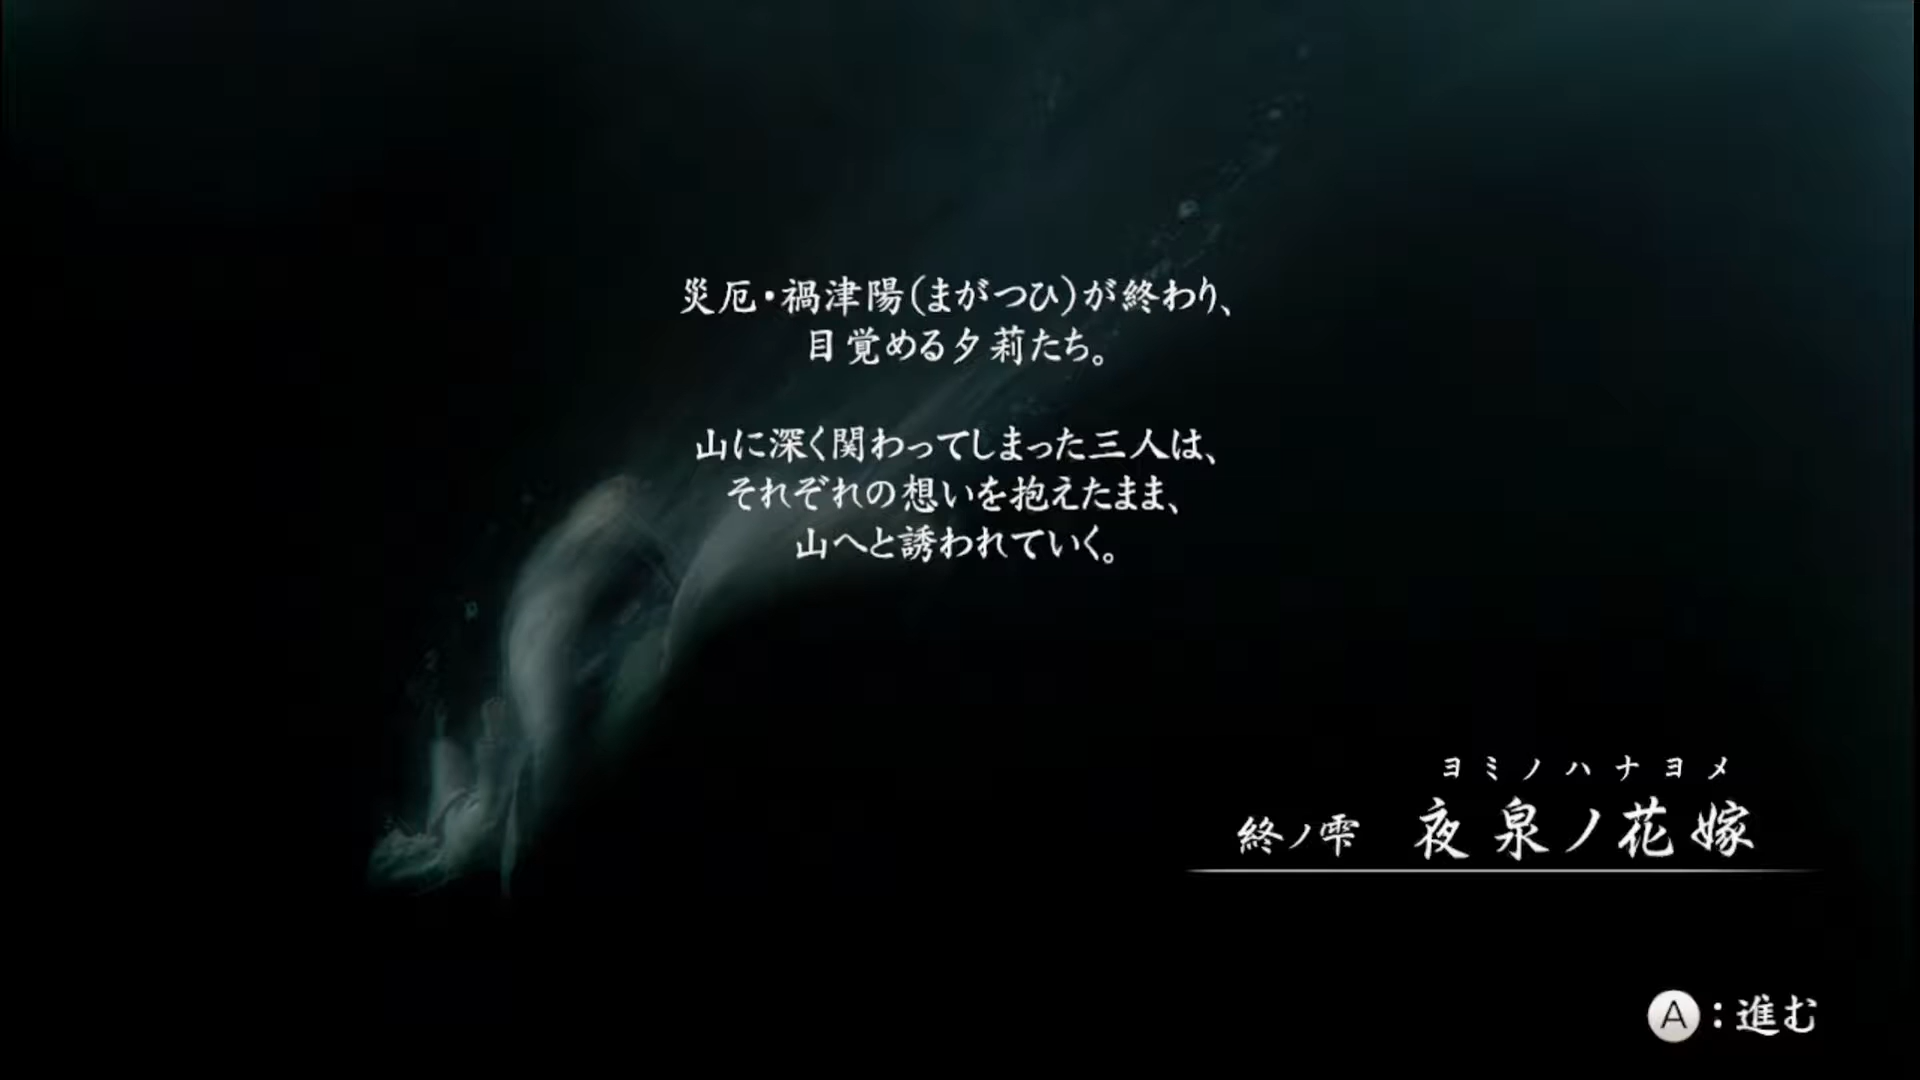 災厄・禍津陽(まがつひ)が終わり、
目覚める夕莉たち。
山に深く関わってしまった三人は、
それぞれの想いを抱えたまま、
山へと誘われていく。
ヨミノハナヨメ
終ノ雫 夜泉ノ花嫁
A:進む